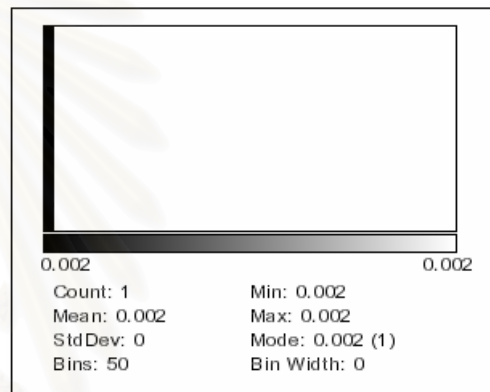 0.002 0.002
Count: 1 Min: 0.002
Mean: 0.002 Max: 0.002
StdDev: 0 Mode: 0.002 (1)
Bins: 50 Bin Width: 0